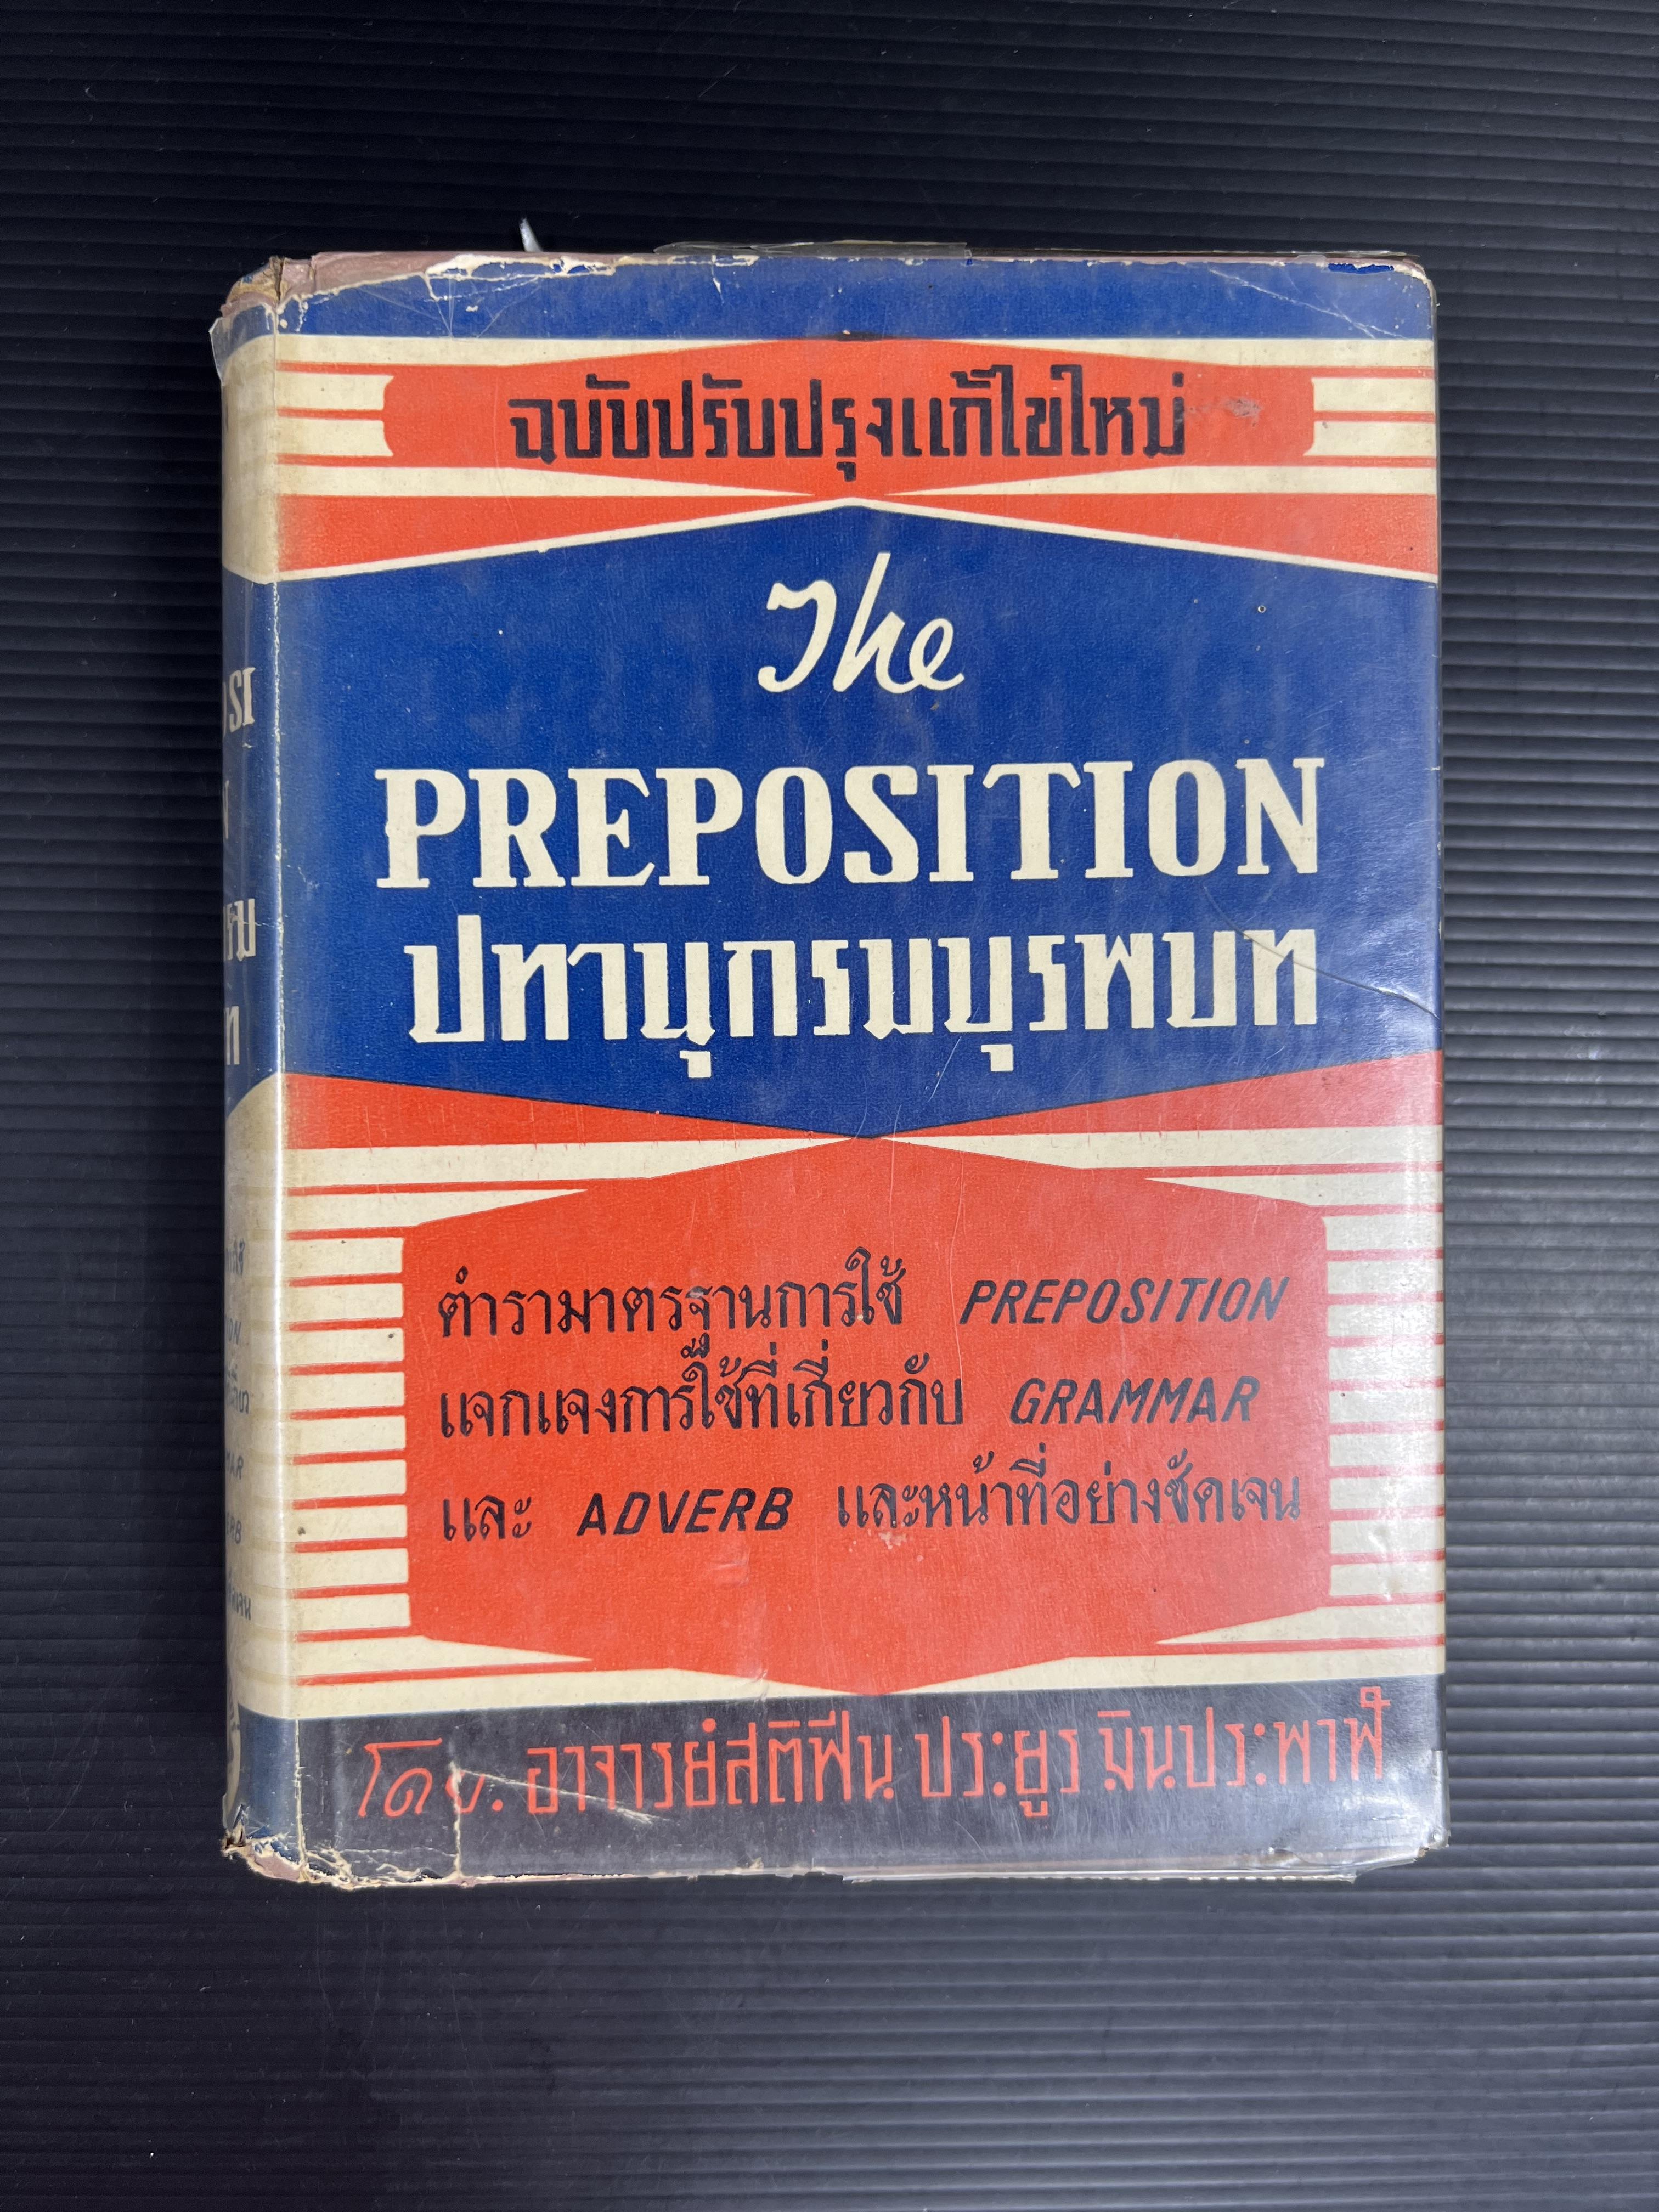 ฉบับปรับปรุงแก้ไขใหม่
The
PREPOSITION
ปทานุกรมบุรพบท
ตำรามาตรฐานการใช้ PREPOSITION
แจกแจงการใช้ที่เกี่ยวกับ GRAMMAR
และ ADVERB และหน้าที่อย่างชัดเจน
โดย. อาจารย์สติฟีน ประยูร มินประพาฬ